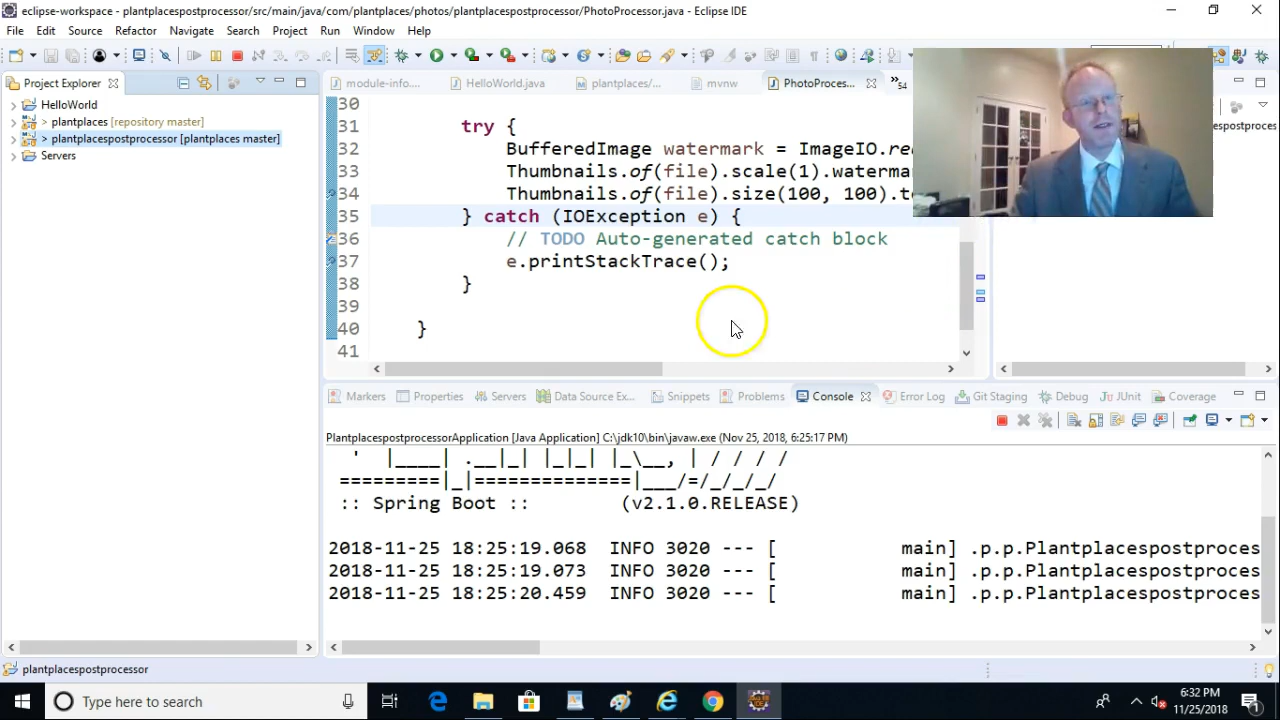 eclipse-workspace - plantplacespostprocessor/src/main/java/com/plantplaces/photos/plantplacespostprocessor/PhotoProcessor.java - Eclipse IDE
File Edit Source Refactor Navigate Search Project Run Window Help
Project Explorer
module-info....
HelloWorld.java
plantplaces/...
mvnw
PhotoProces...
54
HelloWorld
> plantplaces [repository master]
> plantplacespostprocessor [plantplaces master]
Servers
30
31 try {
32 BufferedImage watermark = ImageIO.re
33 Thumbnails.of(file).scale(1).waterma
34 Thumbnails.of(file).size(100, 100).t
35 } catch (IOException e) {
36 // TODO Auto-generated catch block
37 e.printStackTrace();
38 }
39
40 }
41
Markers Properties Servers Data Source Ex... Snippets Problems Console Error Log Git Staging Debug JUnit Coverage
PlantplacespostprocessorApplication [Java Application] C:\jdk10\bin\javaw.exe (Nov 25, 2018, 6:25:17 PM)
' |____| .__|_| |_|_| |_\__, | / / / /
=========|_|==============|___/=/_/_/_/
:: Spring Boot :: (v2.1.0.RELEASE)
2018-11-25 18:25:19.068 INFO 3020 --- [ main] .p.p.Plantplacespostproces
2018-11-25 18:25:19.073 INFO 3020 --- [ main] .p.p.Plantplacespostproces
2018-11-25 18:25:20.459 INFO 3020 --- [ main] .p.p.Plantplacespostproces
plantplacespostprocessor
Type here to search
6:32 PM
11/25/2018
1